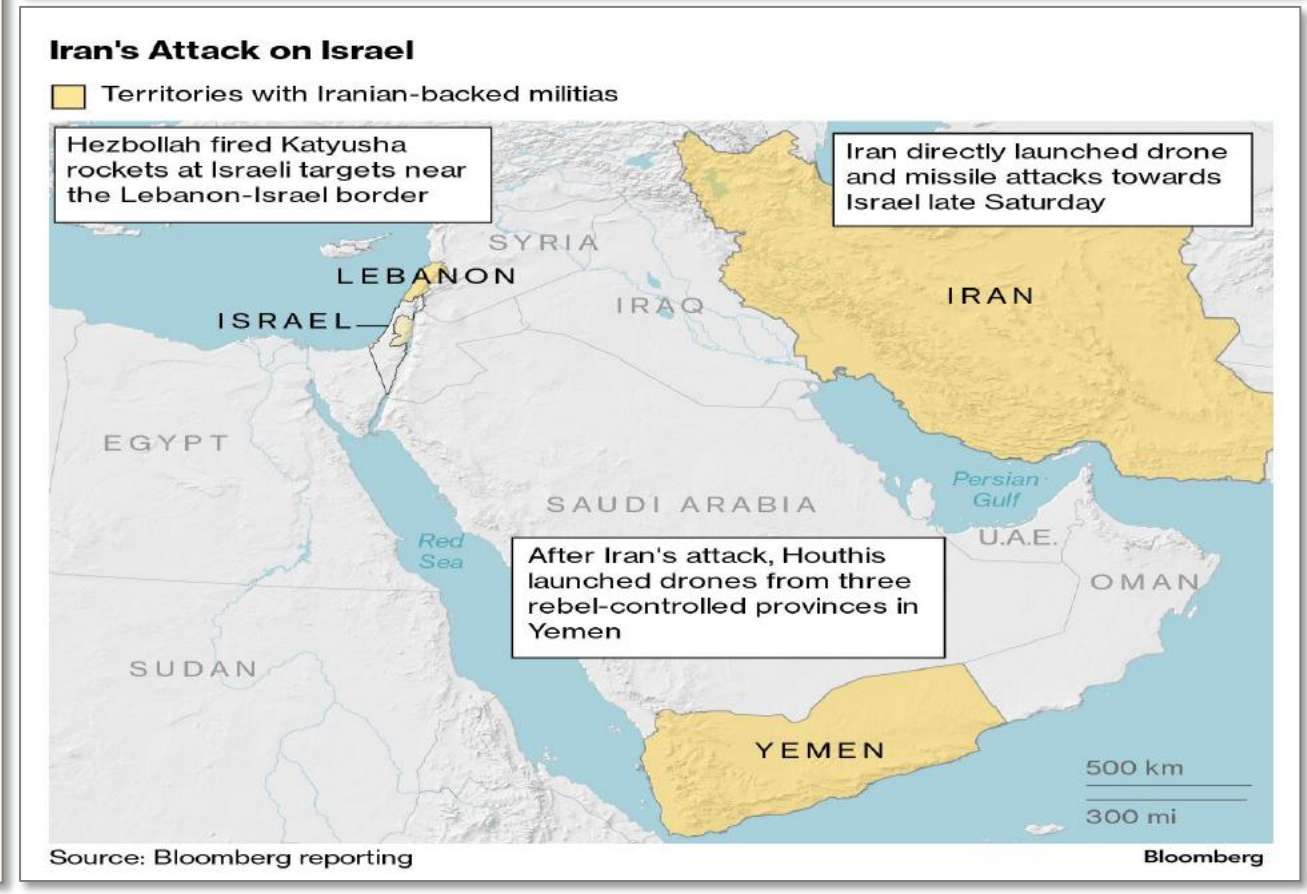 Iran's Attack on Israel
Territories with Iranian-backed militias
Hezbollah fired Katyusha
rockets at Israeli targets near
the Lebanon-Israel border
Iran directly launched drone
and missile attacks towards
Israel late Saturday
SYRIA
LEBANON
IRAQ
IRAN
ISRAEL
EGYPT
Persian
Gulf
SAUDI ARABIA
U.A.E.
Red
Sea
After Iran's attack, Houthis
launched drones from three
rebel-controlled provinces in
Yemen
OMAN
SUDAN
YEMEN
500 km
300 mi
Source: Bloomberg reporting
Bloomberg